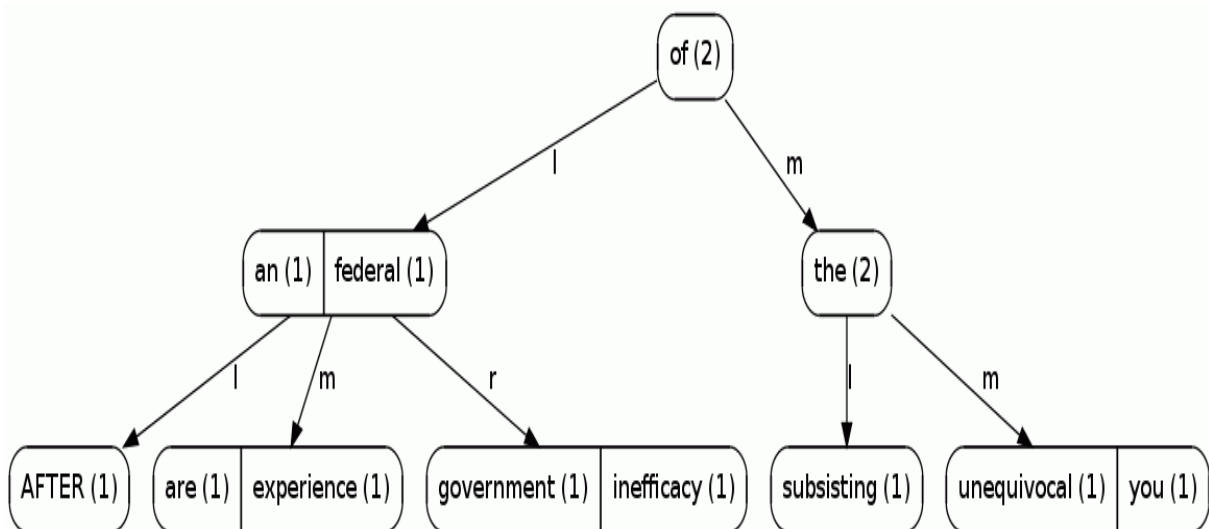 of (2)
l m
an (1) federal (1) the (2)
l m r l m
AFTER (1) are (1) experience (1) government (1) inefficacy (1) subsisting (1) unequivocal (1) you (1)